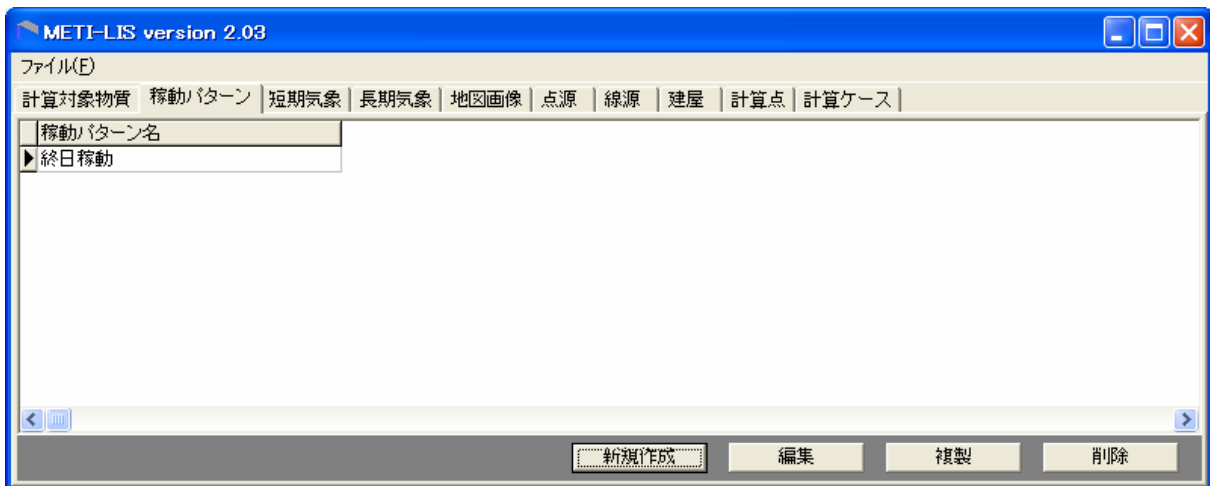 METI-LIS version 2.03
ファイル(F)
計算対象物質 稼動パターン 短期気象 長期気象 地図画像 点源 線源 建屋 計算点 計算ケース
稼動パターン名
終日稼動
新規作成 編集 複製 削除